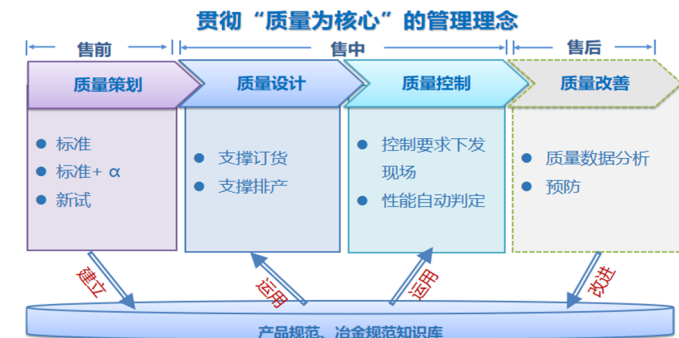 贯彻“质量为核心”的管理理念
售前 售中 售后
质量策划 质量设计 质量控制 质量改善
标准
标准+ α
新试
支撑订货
支撑排产
控制要求下发
现场
性能自动判定
质量数据分析
预防
建立 运用 运用 改进
产品规范、冶金规范知识库